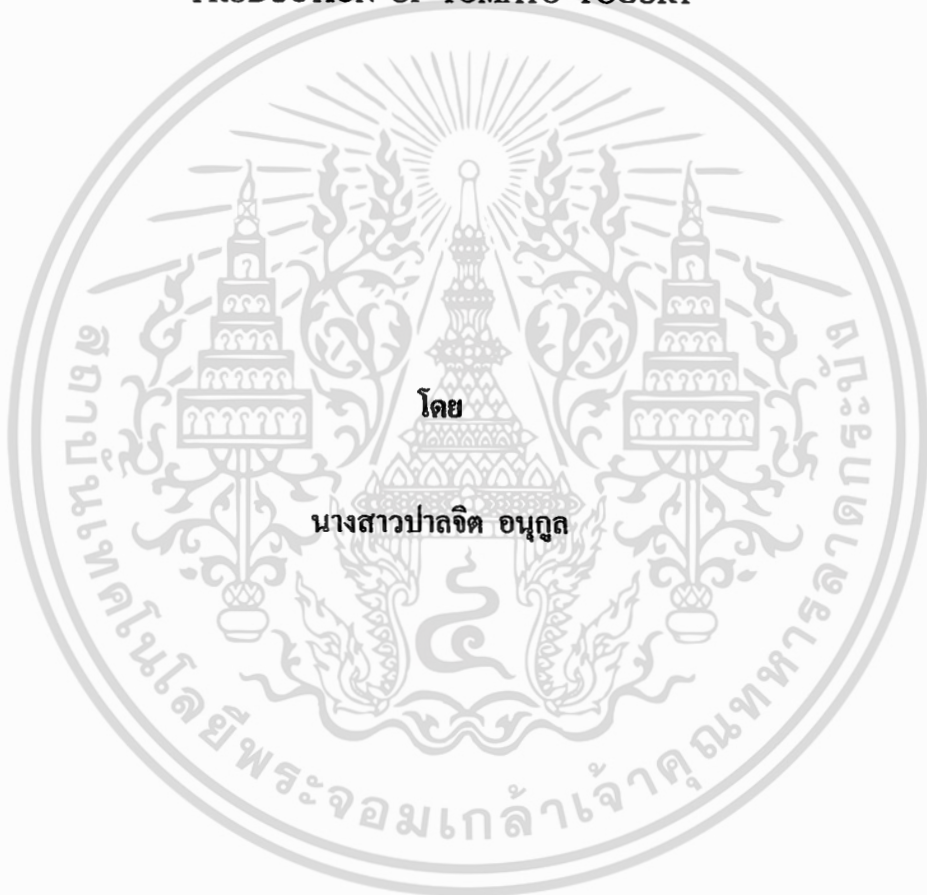 PRODUCTION OF TOMATO YOGURT
โดย
นางสาวปาลจิต อนุกูล
สถาบันเทคโนโลยีพระจอมเกล้าเจ้าคุณทหารลาดกระบัง